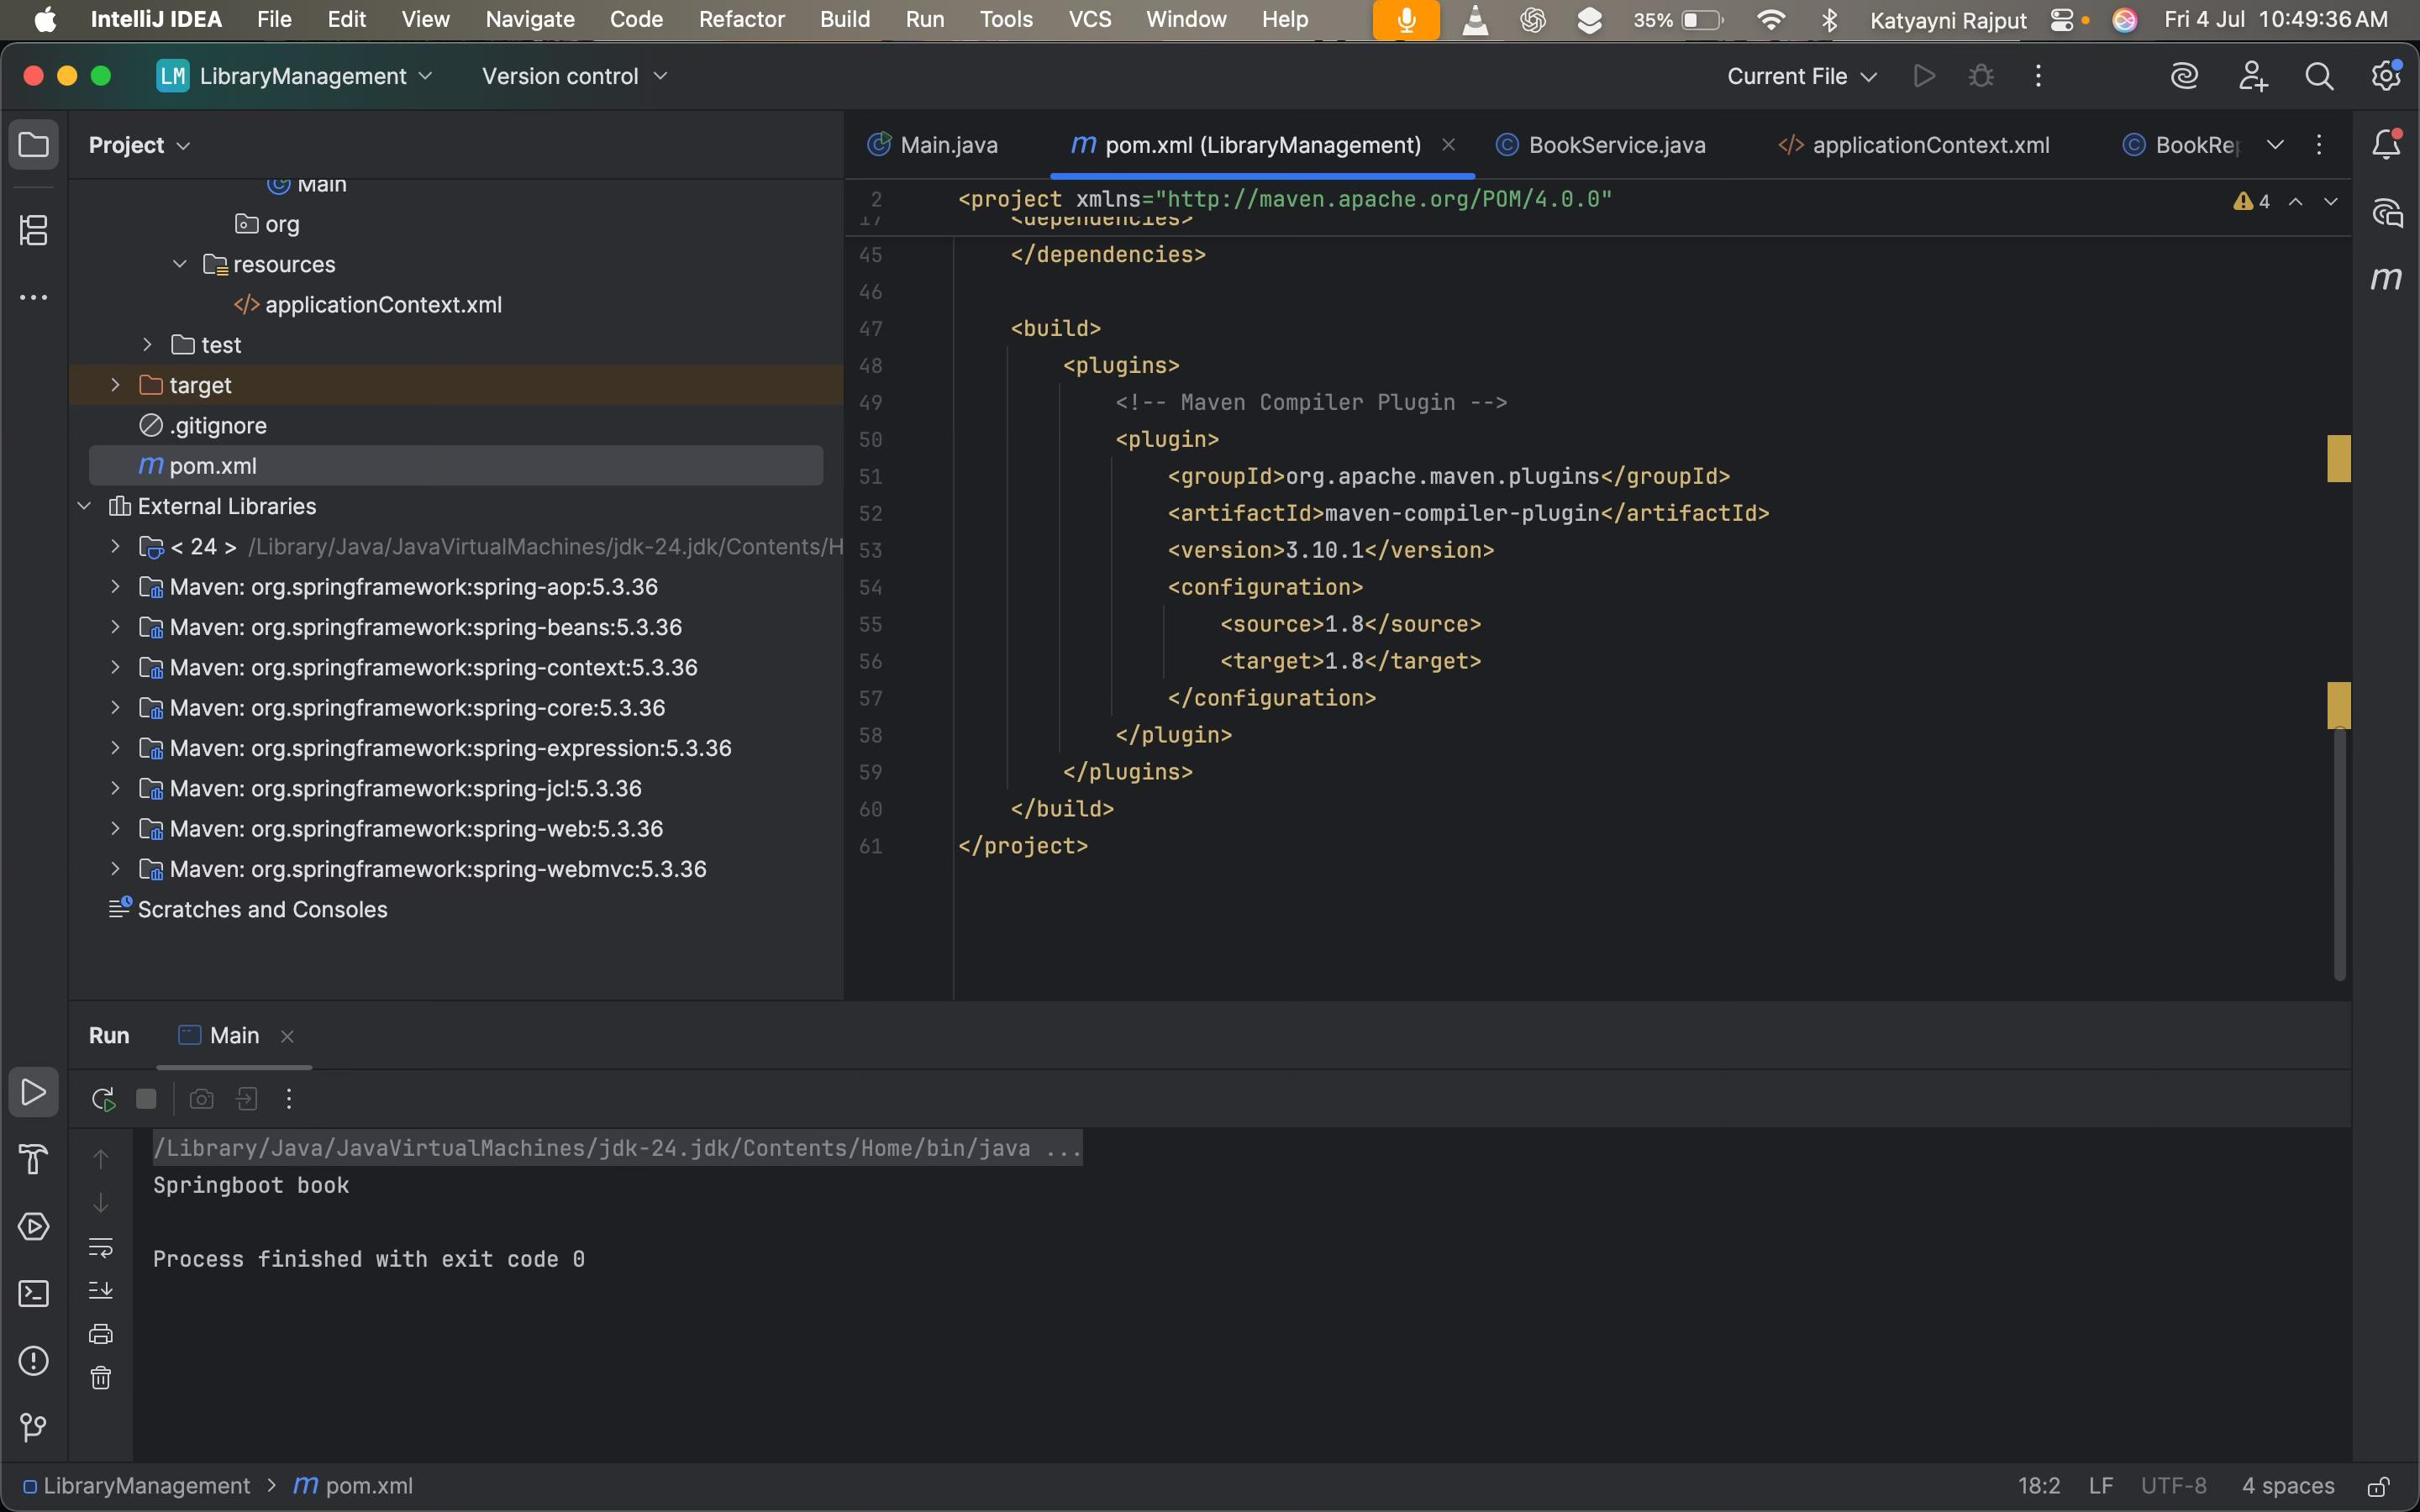 IntelliJ IDEA File Edit View Navigate Code Refactor Build Run Tools VCS Window Help 35% Katyayni Rajput Fri 4 Jul 10:49:36 AM
LM LibraryManagement Version control Current File
Project
Main.java
m pom.xml (LibraryManagement)
BookService.java
</> applicationContext.xml
BookRe
Main
org
resources
</> applicationContext.xml
test
target
.gitignore
m pom.xml
External Libraries
< 24 > /Library/Java/JavaVirtualMachines/jdk-24.jdk/Contents/H
Maven: org.springframework:spring-aop:5.3.36
Maven: org.springframework:spring-beans:5.3.36
Maven: org.springframework:spring-context:5.3.36
Maven: org.springframework:spring-core:5.3.36
Maven: org.springframework:spring-expression:5.3.36
Maven: org.springframework:spring-jcl:5.3.36
Maven: org.springframework:spring-web:5.3.36
Maven: org.springframework:spring-webmvc:5.3.36
Scratches and Consoles
2 <project xmlns="http://maven.apache.org/POM/4.0.0" 4
17 <dependencies>
45 </dependencies>
46
47 <build>
48 <plugins>
49 <!-- Maven Compiler Plugin -->
50 <plugin>
51 <groupId>org.apache.maven.plugins</groupId>
52 <artifactId>maven-compiler-plugin</artifactId>
53 <version>3.10.1</version>
54 <configuration>
55 <source>1.8</source>
56 <target>1.8</target>
57 </configuration>
58 </plugin>
59 </plugins>
60 </build>
61 </project>
m
Run Main
/Library/Java/JavaVirtualMachines/jdk-24.jdk/Contents/Home/bin/java ...
Springboot book
Process finished with exit code 0
LibraryManagement > m pom.xml 18:2 LF UTF-8 4 spaces